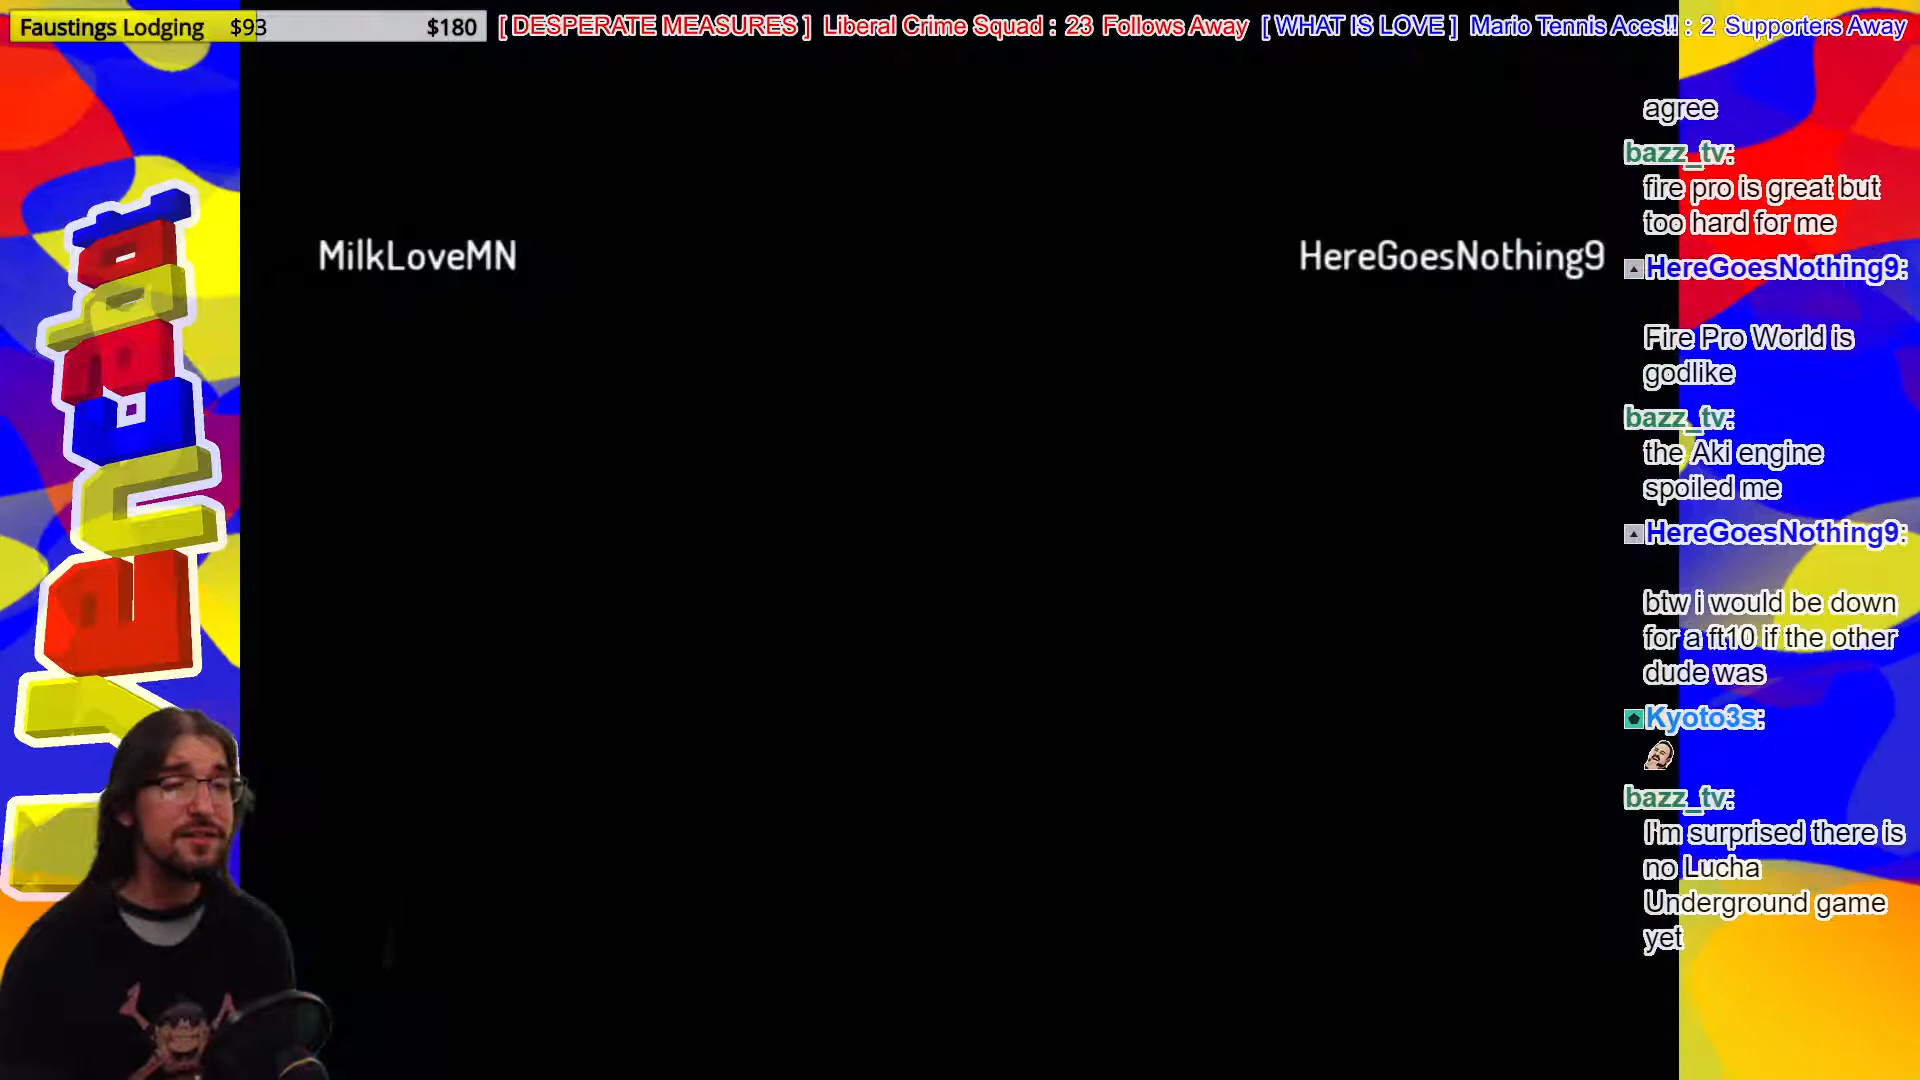 Faustings Lodging $93 $180 [ DESPERATE MEASURES ] Liberal Crime Squad : 23 Follows Away [ WHAT IS LOVE ] Mario Tennis Aces!! : 2 Supporters Away
MilkLoveMN
HereGoesNothing9
agree
bazz_tv:
fire pro is great but
too hard for me
HereGoesNothing9:
Fire Pro World is
godlike
bazz_tv:
the Aki engine
spoiled me
HereGoesNothing9:
btw i would be down
for a ft10 if the other
dude was
Kyoto3s:
bazz_tv:
I'm surprised there is
no Lucha
Underground game
yet